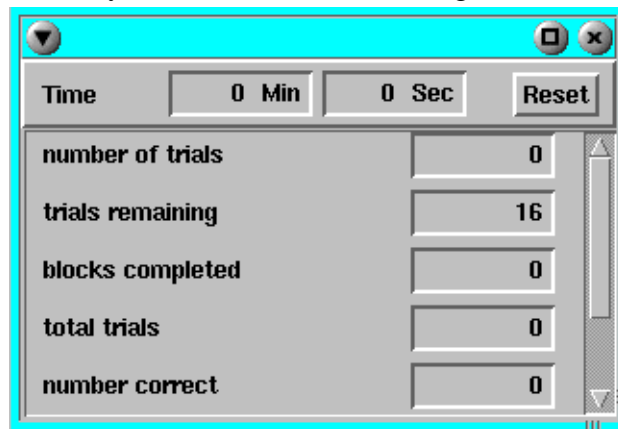 Time 0 Min 0 Sec Reset
number of trials 0
trials remaining 16
blocks completed 0
total trials 0
number correct 0